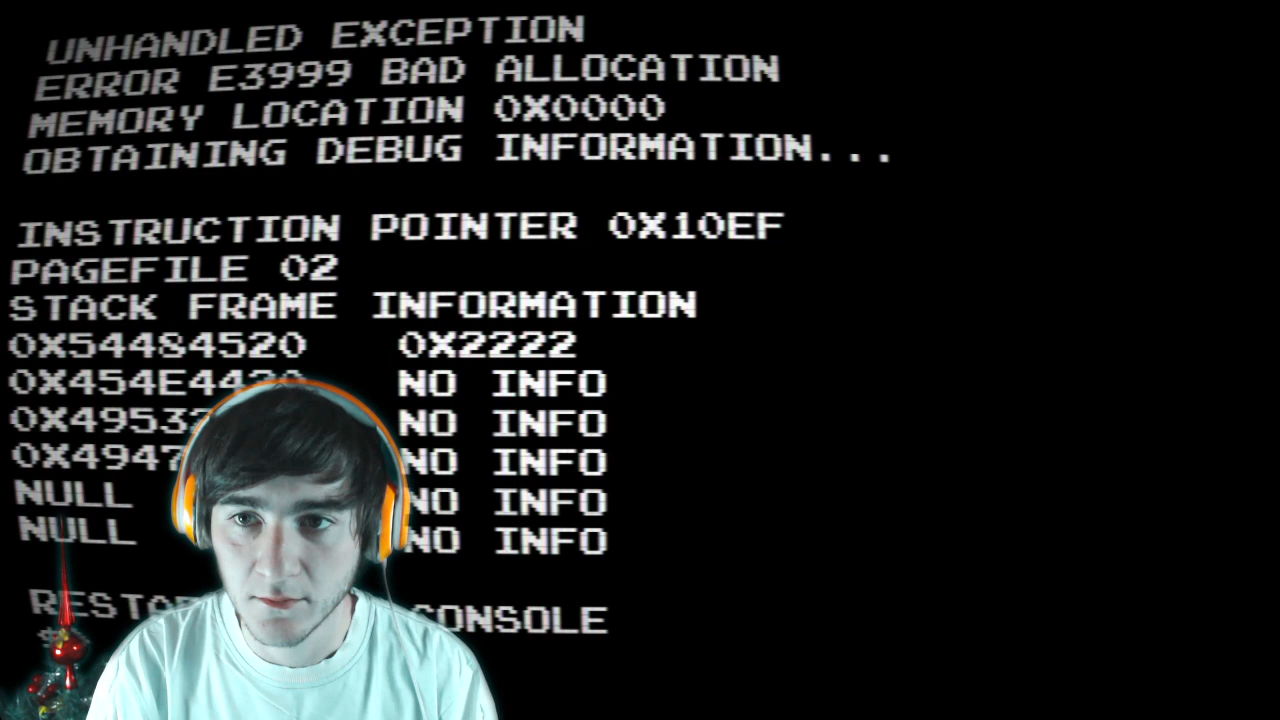 UNHANDLED EXCEPTION
ERROR E3999 BAD ALLOCATION
MEMORY LOCATION 0X0000
OBTAINING DEBUG INFORMATION...
INSTRUCTION POINTER 0X10EF
PAGEFILE 02
STACK FRAME INFORMATION
0X54484520 0X2222
0X454E4420 NO INFO
NO INFO
NO INFO
NULL NO INFO
NULL NO INFO
CONSOLE